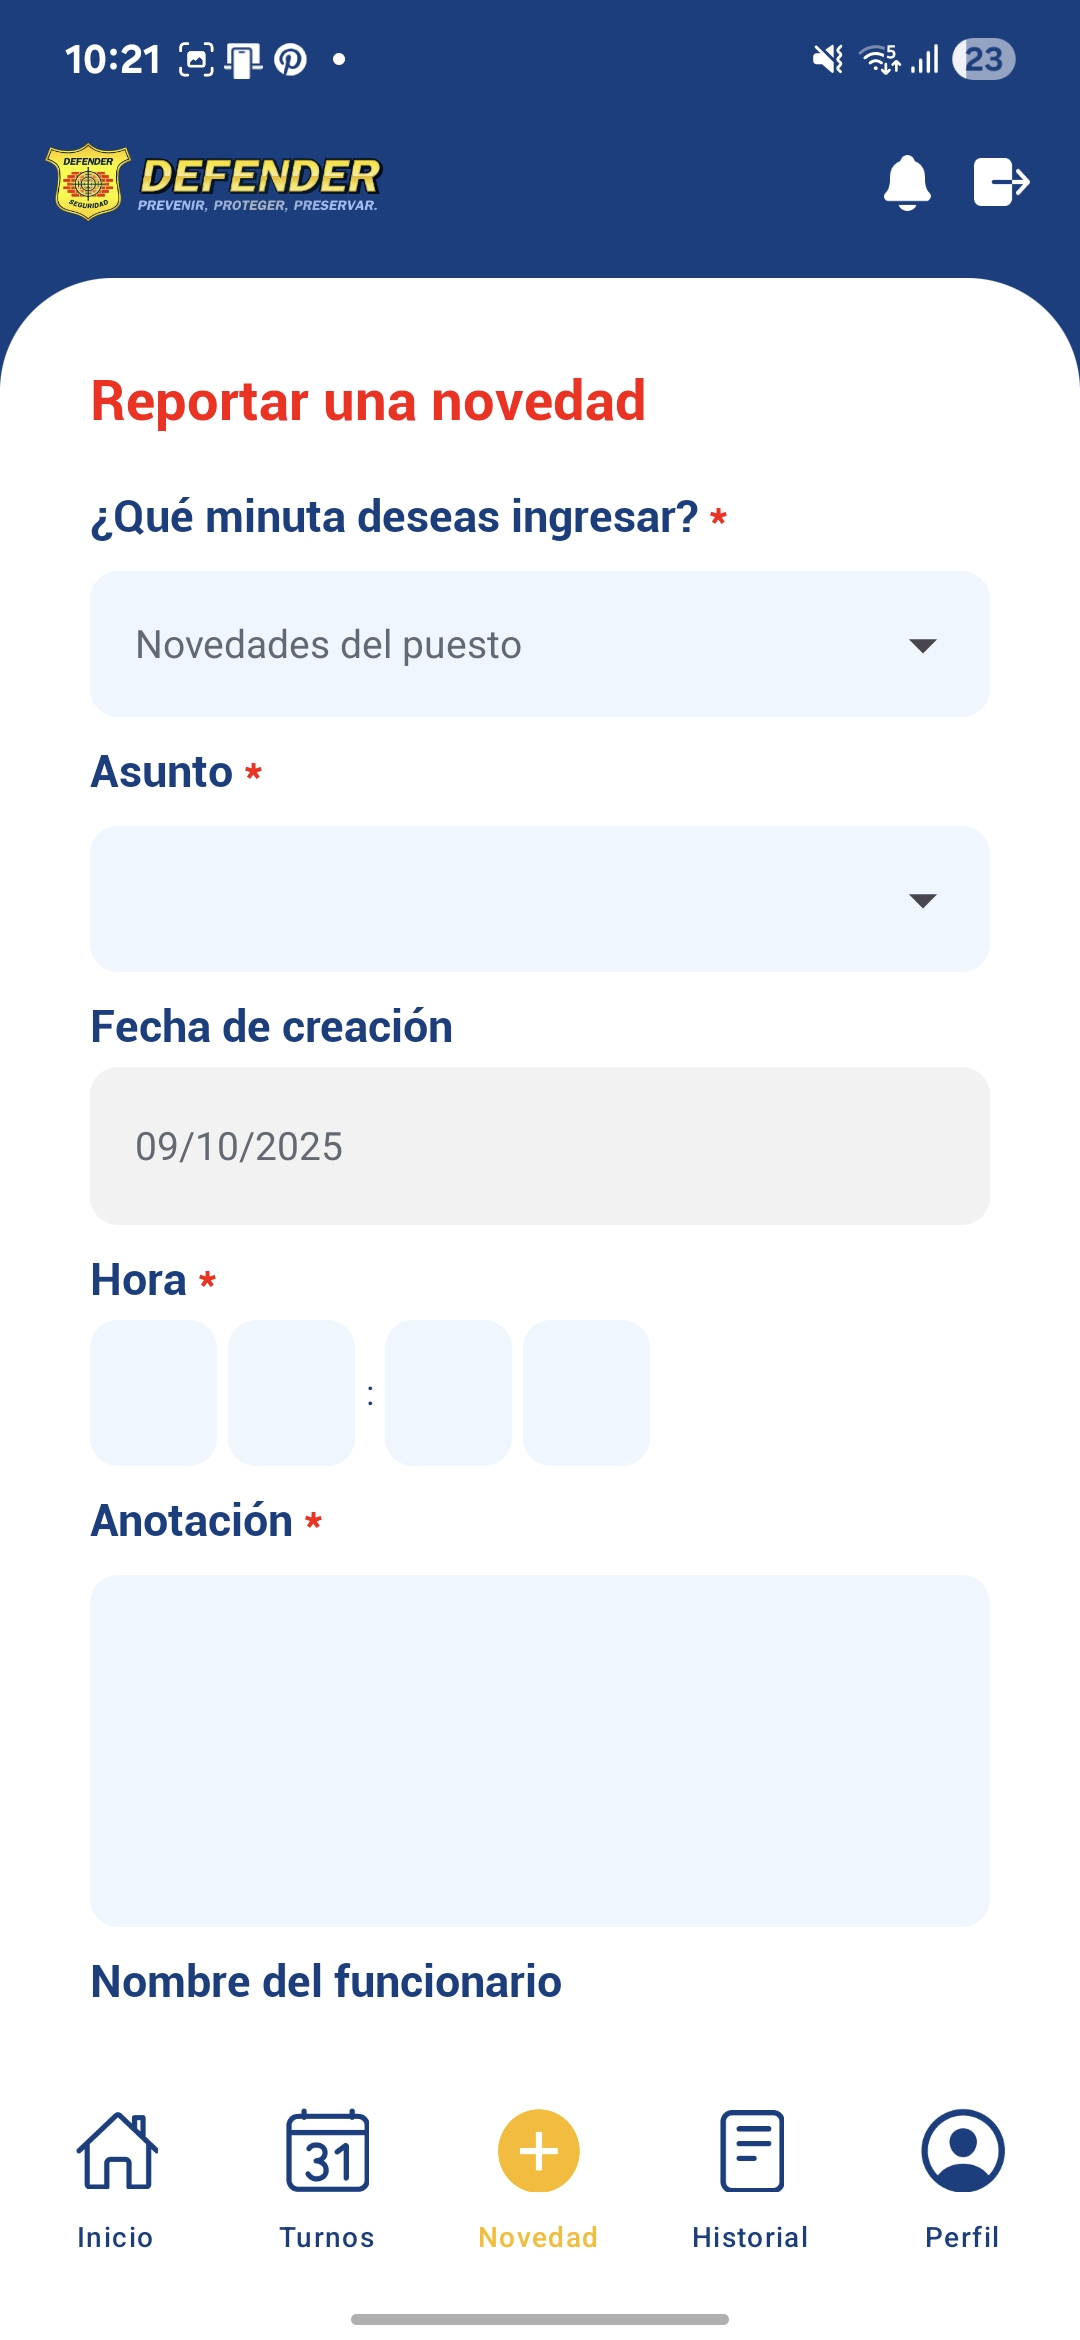 10:21
5
23
DEFENDER
SEGURIDAD
DEFENDER
PREVENIR, PROTEGER, PRESERVAR.
Reportar una novedad
¿Qué minuta deseas ingresar? *
Novedades del puesto
Asunto *
Fecha de creación
09/10/2025
Hora *
:
Anotación *
Nombre del funcionario
31
Inicio
Turnos
Novedad
Historial
Perfil